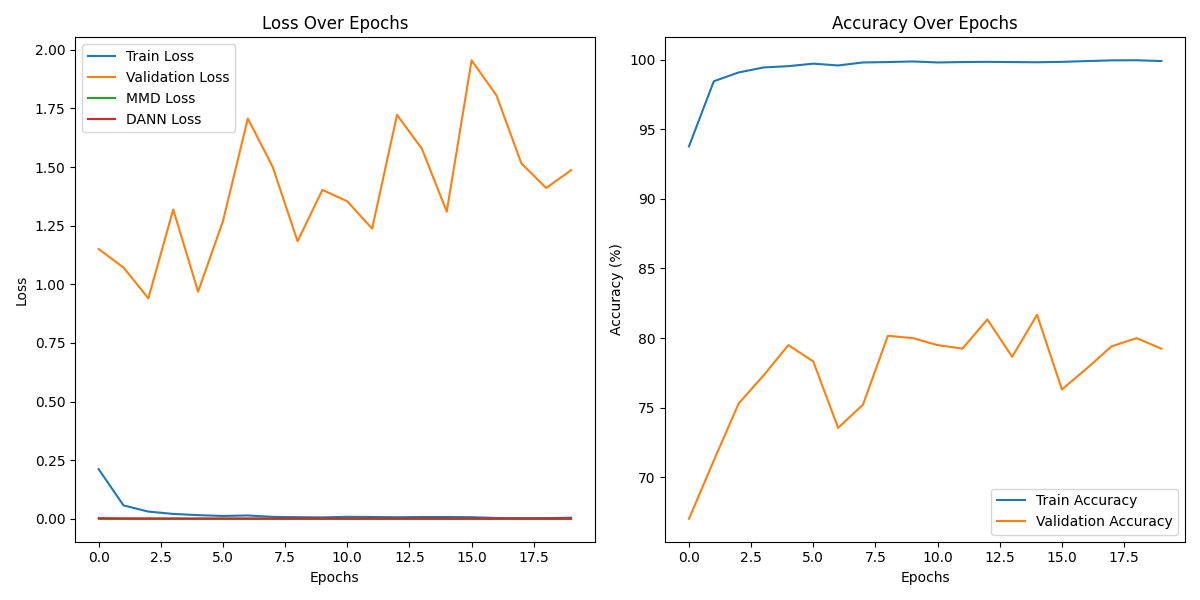 Loss Over Epochs
2.00
1.75
1.50
1.25
1.00
0.75
0.50
0.25
0.00
Loss
Train Loss
Validation Loss
MMD Loss
DANN Loss
0.0 2.5 5.0 7.5 10.0 12.5 15.0 17.5
Epochs
Accuracy Over Epochs
100
95
90
85
80
75
70
Accuracy (%)
Train Accuracy
Validation Accuracy
0.0 2.5 5.0 7.5 10.0 12.5 15.0 17.5
Epochs